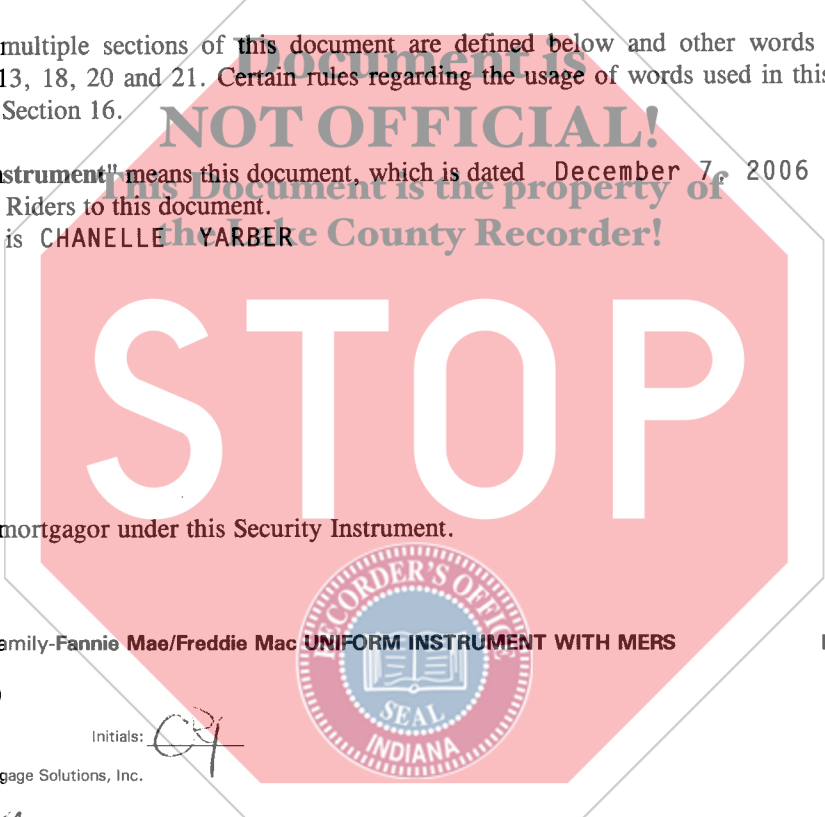 multiple sections of this document are defined below and other words
Document is
13, 18, 20 and 21. Certain rules regarding the usage of words used in this
Section 16.
NOT OFFICIAL!
strument" means this document, which is dated December 7, 2006
This Document is the property of
Riders to this document.
is CHANELLE YARBER
the Lake County Recorder!
STOP
mortgagor under this Security Instrument.
RECORDER'S OFFICE
amily-Fannie Mae/Freddie Mac UNIFORM INSTRUMENT WITH MERS
SEAL
INDIANA
Initials: CY
gage Solutions, Inc.